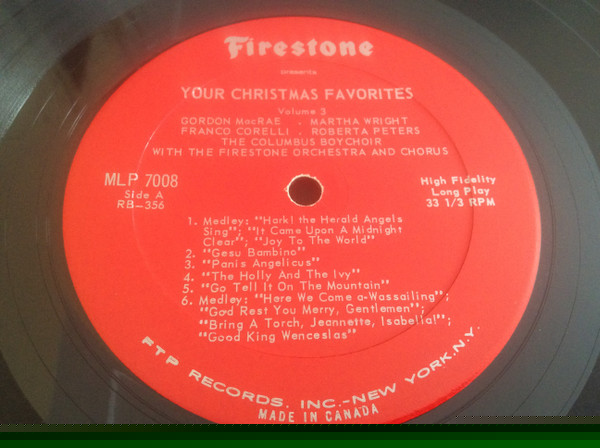 Firestone
presents
YOUR CHRISTMAS FAVORITES
Volume 3
GORDON MacRAE . MARTHA WRIGHT
FRANCO CORELLI . ROBERTA PETERS
THE COLUMBUS BOYCHOIR
WITH THE FIRESTONE ORCHESTRA AND CHORUS
MLP 7008
Side A
RB-356
High Fidelity
Long Play
33 1/3 RPM
1. Medley: "Hark! the Herald Angels
Sing"; "It Came Upon A Midnight
Clear"; "Joy To The World"
2. "Gesu Bambino"
3. "Panis Angelicus"
4. "The Holly And The Ivy"
5. "Go Tell It On The Mountain"
6. Medley: "Here We Come a-Wassailing";
"God Rest You Merry, Gentlemen";
"Bring A Torch, Jeannette, Isabella!";
"Good King Wenceslas"
FTP RECORDS, INC.-NEW YORK, N.Y.
MADE IN CANADA